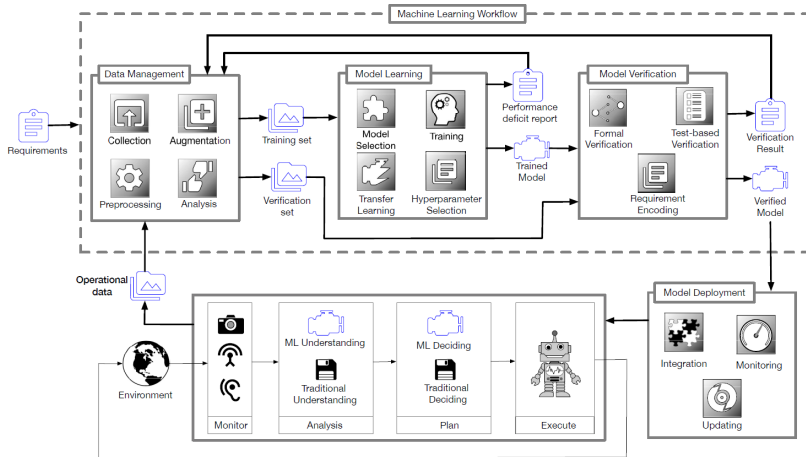 Machine Learning Workflow
Data Management
Collection
Augmentation
Preprocessing
Analysis
Requirements
Training set
Verification
set
Model Learning
Model
Selection
Training
Transfer
Learning
Hyperparameter
Selection
Performance
deficit report
Trained
Model
Model Verification
Formal
Verification
Test-based
Verification
Requirement
Encoding
Verification
Result
Verified
Model
Operational
data
Environment
Monitor
ML Understanding
Traditional
Understanding
Analysis
ML Deciding
Traditional
Deciding
Plan
Execute
Model Deployment
Integration
Monitoring
Updating